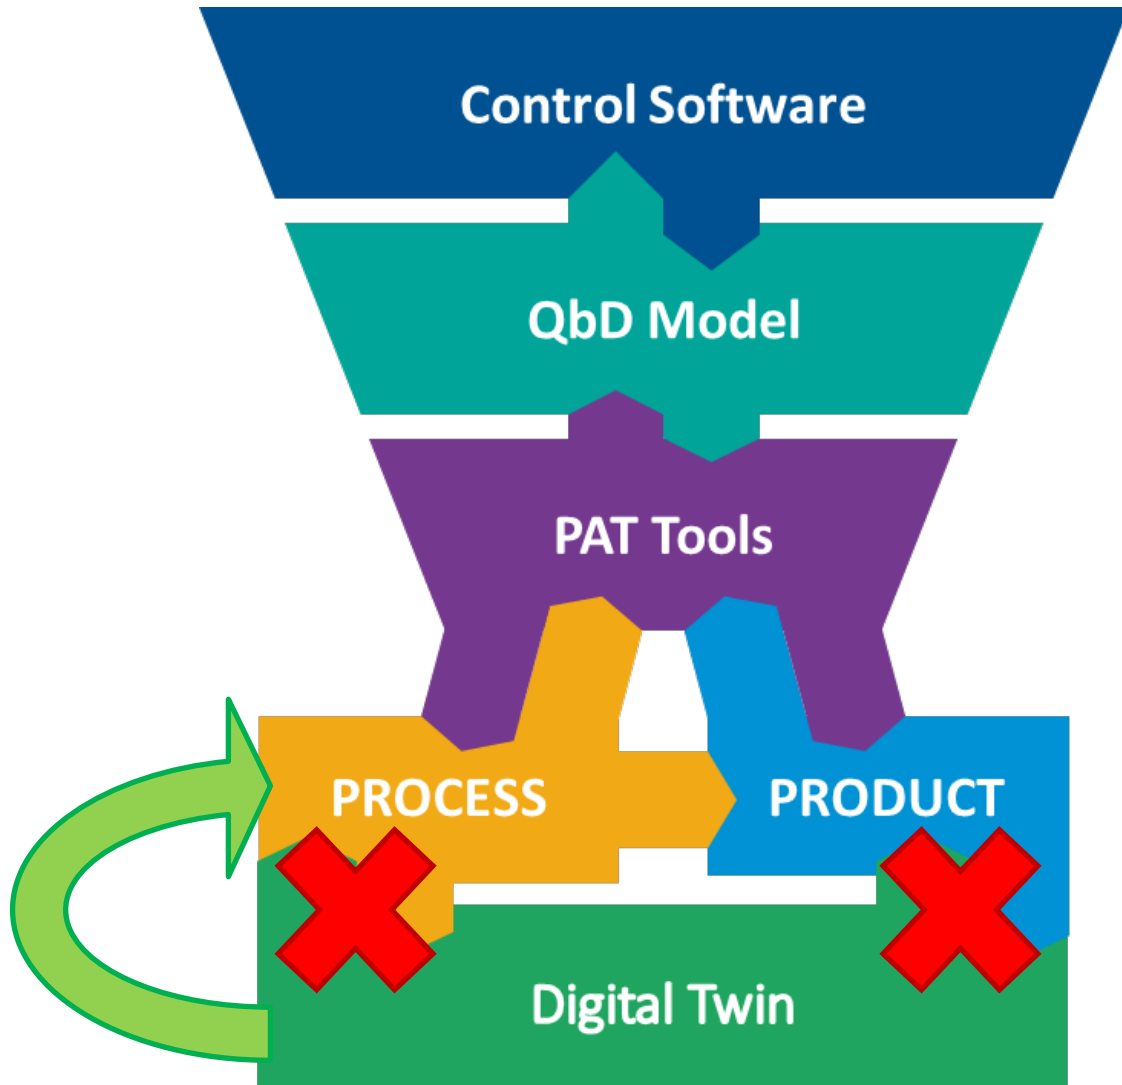 Control Software
QbD Model
PAT Tools
PROCESS
PRODUCT
Digital Twin